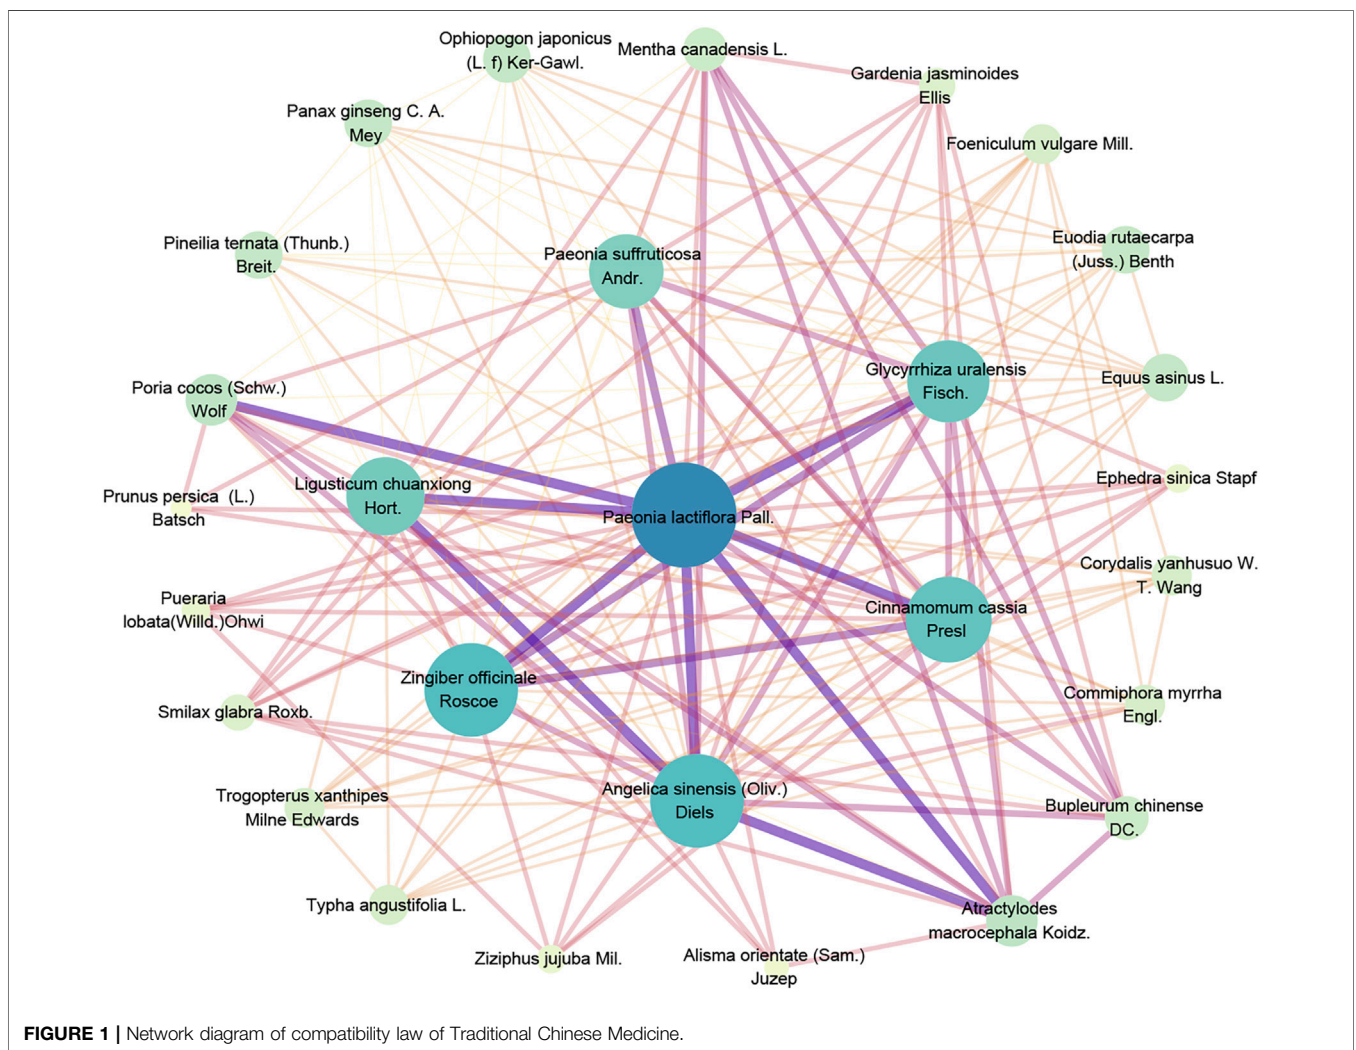 Ophiopogon japonicus
(L. f) Ker-Gawl.
Mentha canadensis L.
Gardenia jasminoides
Ellis
Panax ginseng C. A.
Mey
Foeniculum vulgare Mill.
Pineilia ternata (Thunb.)
Breit.
Paeonia suffruticosa
Andr.
Euodia rutaecarpa
(Juss.) Benth
Poria cocos (Schw.)
Wolf
Glycyrrhiza uralensis
Fisch.
Equus asinus L.
Prunus persica (L.)
Batsch
Ligusticum chuanxiong
Hort.
Paeonia lactiflora Pall.
Ephedra sinica Stapf
Pueraria
lobata(Willd.)Ohwi
Cinnamomum cassia
Presl
Corydalis yanhusuo W.
T. Wang
Smilax glabra Roxb.
Zingiber officinale
Roscoe
Commiphora myrrha
Engl.
Trogopterus xanthipes
Milne Edwards
Angelica sinensis (Oliv.)
Diels
Bupleurum chinense
DC.
Typha angustifolia L.
Ziziphus jujuba Mil.
Alisma orientate (Sam.)
Juzep
Atractylodes
macrocephala Koidz.
FIGURE 1 | Network diagram of compatibility law of Traditional Chinese Medicine.